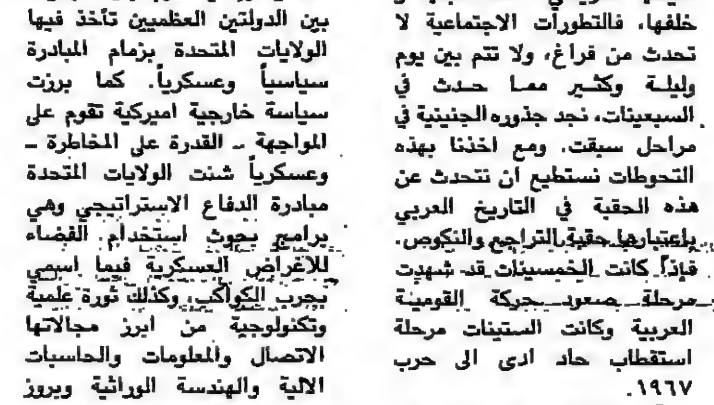 خلفها، فالتطورات الاجتماعية لا
تحدث من فراغ، ولا تتم بين يوم
وليلة وكثير مما حدث في
السبعينات، نجد جذوره الجنينية في
مراحل سبقت. ومع اخذنا بهذه
التحوطات نستطيع ان نتحدث عن
هذه الحقبة في التاريخ العربي
باعتبارها حقبة التراجع والنكوص.
فإذا كانت الخمسينات قد شهدت
مرحلة صعود حركة القومية
العربية وكانت الستينات مرحلة
استقطاب حاد ادى الى حرب
١٩٦٧.
بين الدولتين العظميين تأخذ فيها
الولايات المتحدة بزمام المبادرة
سياسياً وعسكرياً. كما برزت
سياسة خارجية اميركية تقوم على
المواجهة - القدرة على المخاطرة -
وعسكرياً شنت الولايات المتحدة
مبادرة الدفاع الاستراتيجي وهي
برامج بحوث استخدام الفضاء
للاغراض العسكرية فيما اسمي
بحرب الكواكب، وكذلك ثورة علمية
وتكنولوجية من ابرز مجالاتها
الاتصال والمعلومات والحاسبات
الالية والهندسة الوراثية وبروز